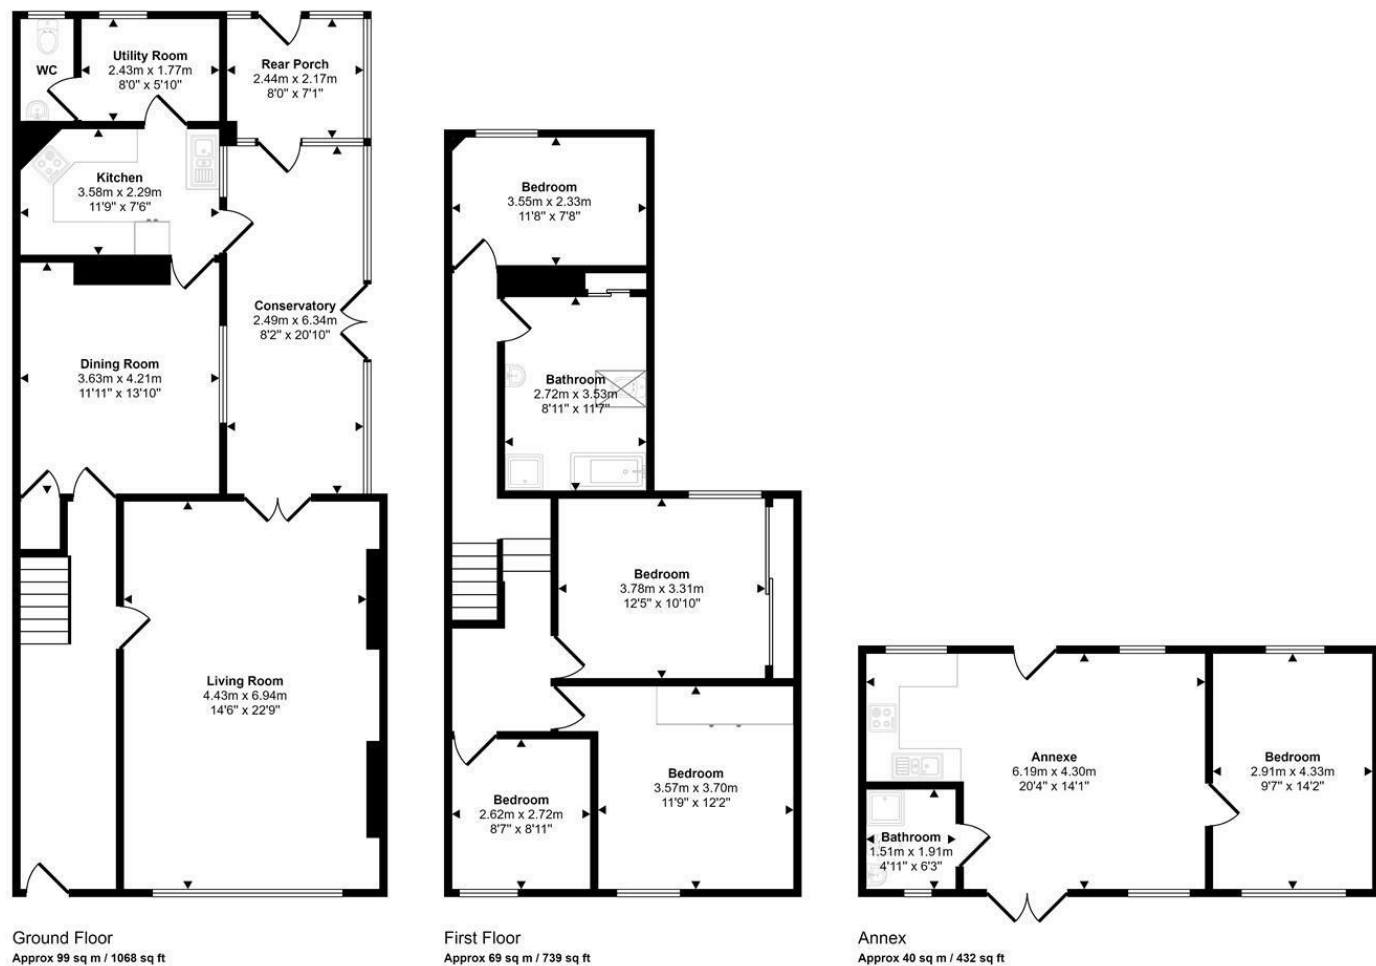 WC
Utility Room
2.43m x 1.77m
8'0" x 5'10"
Rear Porch
2.44m x 2.17m
8'0" x 7'1"
Kitchen
3.58m x 2.29m
11'9" x 7'6"
Conservatory
2.49m x 6.34m
8'2" x 20'10"
Dining Room
3.63m x 4.21m
11'11" x 13'10"
Living Room
4.43m x 6.94m
14'6" x 22'9"
Ground Floor
Approx 99 sq m / 1068 sq ft
Bedroom
3.55m x 2.33m
11'8" x 7'8"
Bathroom
2.72m x 3.53m
8'11" x 11'7"
Bedroom
3.78m x 3.31m
12'5" x 10'10"
Bedroom
3.57m x 3.70m
11'9" x 12'2"
Bedroom
2.62m x 2.72m
8'7" x 8'11"
First Floor
Approx 69 sq m / 739 sq ft
Annexe
6.19m x 4.30m
20'4" x 14'1"
Bedroom
2.91m x 4.33m
9'7" x 14'2"
Bathroom
1.51m x 1.91m
4'11" x 6'3"
Annex
Approx 40 sq m / 432 sq ft